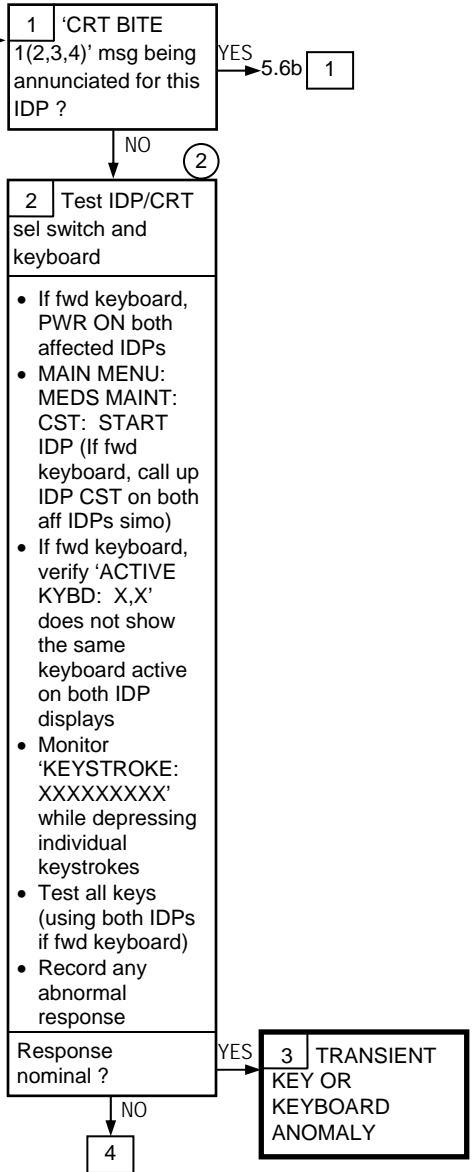 1 'CRT BITE
1(2,3,4)' msg being
annunciated for this
IDP ?
YES
5.6b 1
NO
2
2 Test IDP/CRT
sel switch and
keyboard
• If fwd keyboard,
PWR ON both
affected IDPs
• MAIN MENU:
MEDS MAINT:
CST: START
IDP (If fwd
keyboard, call up
IDP CST on both
aff IDPs simo)
• If fwd keyboard,
verify 'ACTIVE
KYBD: X,X'
does not show
the same
keyboard active
on both IDP
displays
• Monitor
'KEYSTROKE:
XXXXXXXXX'
while depressing
individual
keystrokes
• Test all keys
(using both IDPs
if fwd keyboard)
• Record any
abnormal
response
Response
nominal ?
YES
3 TRANSIENT
KEY OR
KEYBOARD
ANOMALY
NO
4